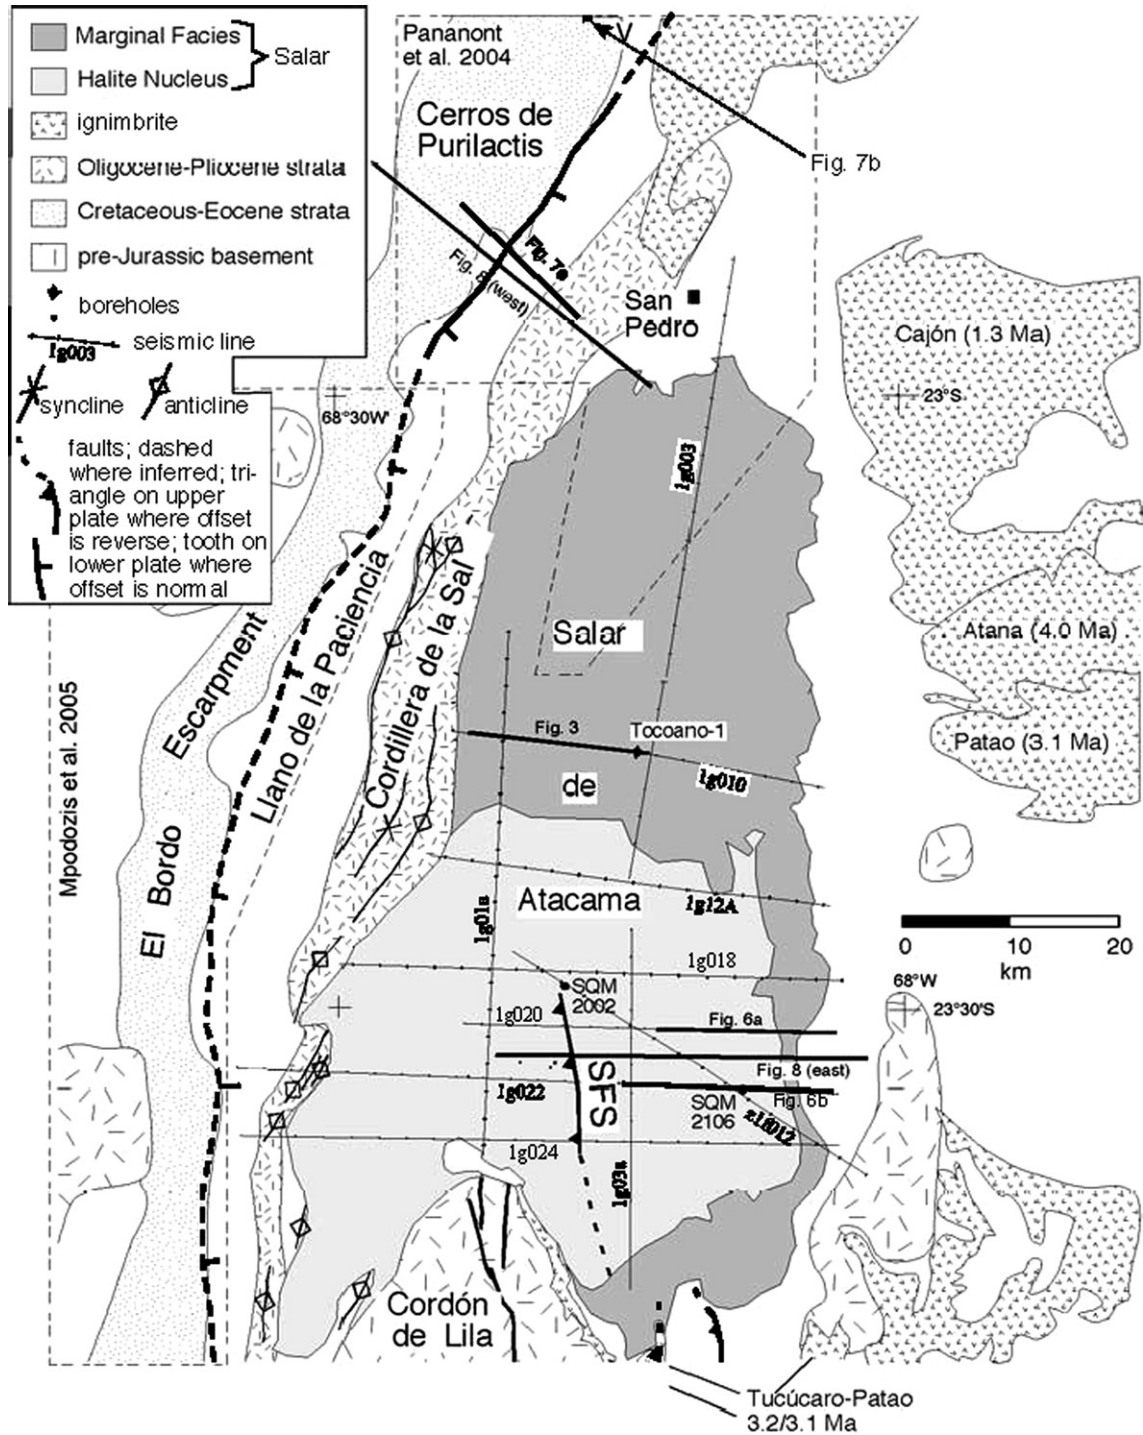 Marginal Facies
Halite Nucleus
Salar
ignimbrite
Oligocene-Pliocene strata
Cretaceous-Eocene strata
pre-Jurassic basement
boreholes
seismic line
1g003
syncline
anticline
faults; dashed
where inferred; tri-
angle on upper
plate where offset
is reverse; tooth on
lower plate where
offset is normal
Pananont
et al. 2004
Cerros de
Purilactis
Fig. 7b
Fig. 7a
Fig. 8 (west)
San
Pedro
Cajón (1.3 Ma)
23°S
68°30W'
1g003
Llano de la Paciencia
Cordillera de la Sal
Salar
Atana (4.0 Ma)
Escarpment
Mpodozis et al. 2005
Fig. 3
Tocoano-1
Patao (3.1 Ma)
1g010
de
El Bordo
Atacama
1g01a
1g12A
0
10
20
km
1g018
68°W
SQM
2002
23°30'S
1g020
Fig. 6a
Fig. 8 (east)
SFS
1g022
SQM
2106
Fig. 6b
z1f012
1g024
1g03a
Cordón
de Lila
Tucúcaro-Patao
3.2/3.1 Ma